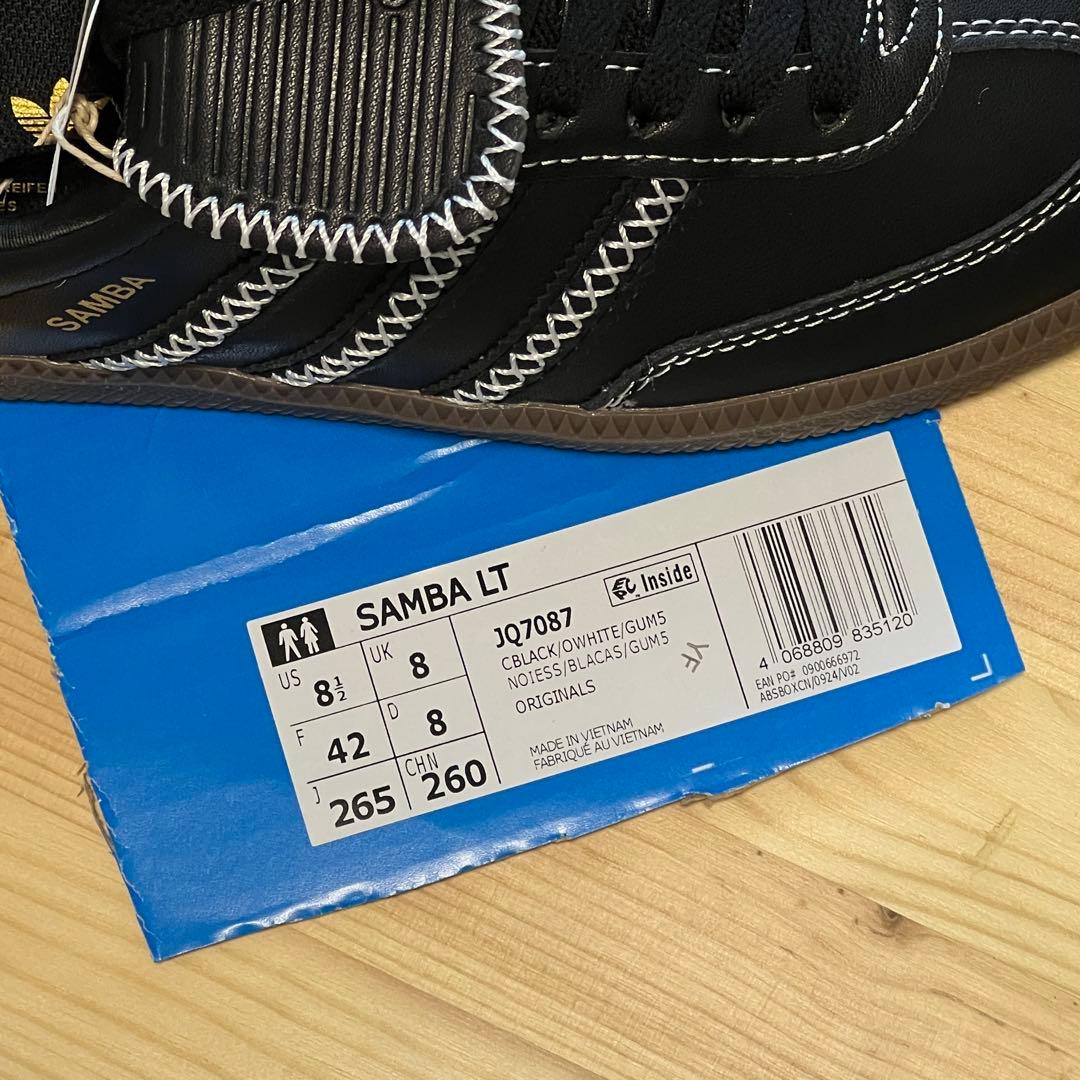 SAMBA
SAMBA LT
US 8½
UK 8
F 42
D 8
J 265
CHN 260
JQ7087
Inside
CBLACK/OWHITE/GUM5
NOIESS/BLACAS/GUM5
ORIGINALS
YF
MADE IN VIETNAM
FABRIQUÉ AU VIETNAM
4 068809 835120
EAN PO# 0900666972
ABSBOXCN/0924/V02